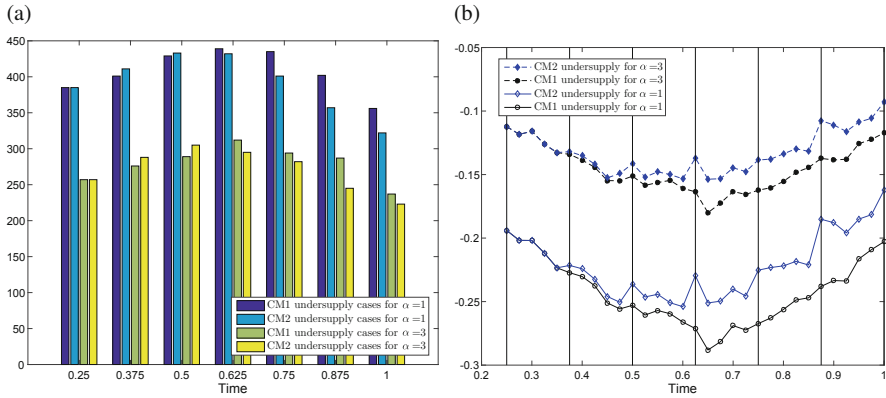 (a)
450
400
350
300
250
200
150
100
50
0
CM1 undersupply cases for α=1
CM2 undersupply cases for α=1
CM1 undersupply cases for α=3
CM2 undersupply cases for α=3
0.25 0.375 0.5 0.625 0.75 0.875 1
Time
(b)
-0.05
-0.1
-0.15
-0.2
-0.25
-0.3
CM2 undersupply for α=3
CM1 undersupply for α=3
CM2 undersupply for α=1
CM1 undersupply for α=1
0.2 0.3 0.4 0.5 0.6 0.7 0.8 0.9 1
Time